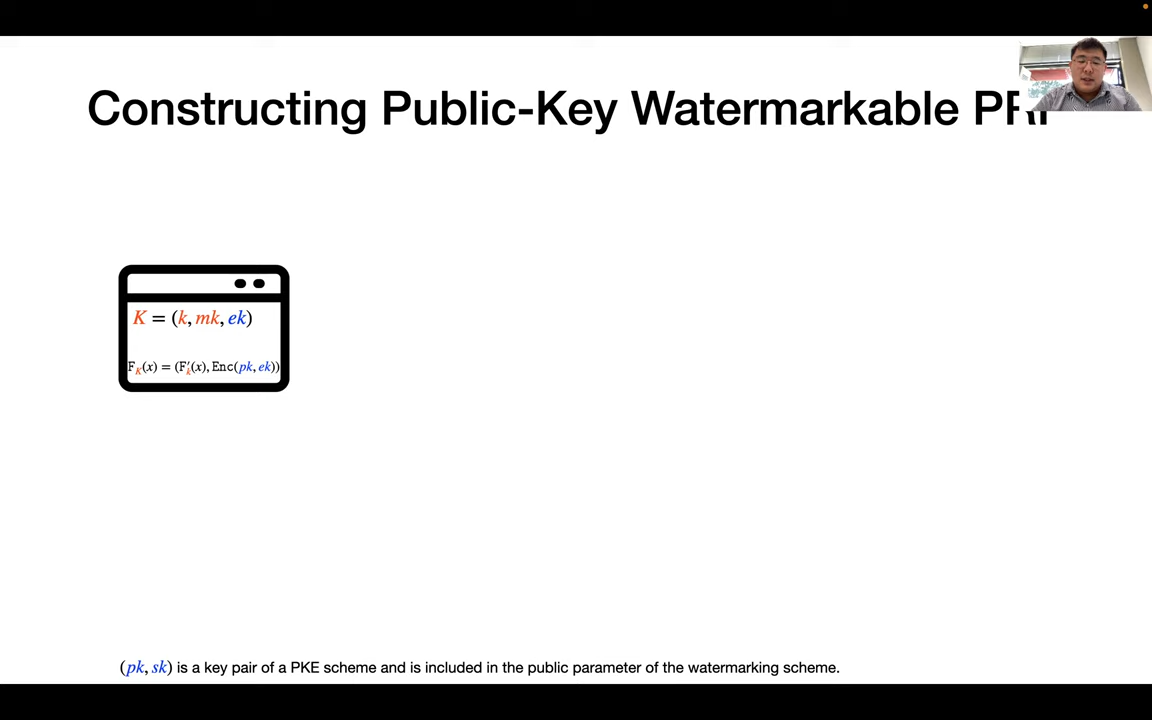 Constructing Public-Key Watermarkable
K = (k, mk, ek)
F_K(x) = (F'_k(x), Enc(pk, ek))
(pk, sk) is a key pair of a PKE scheme and is included in the public parameter of the watermarking scheme.